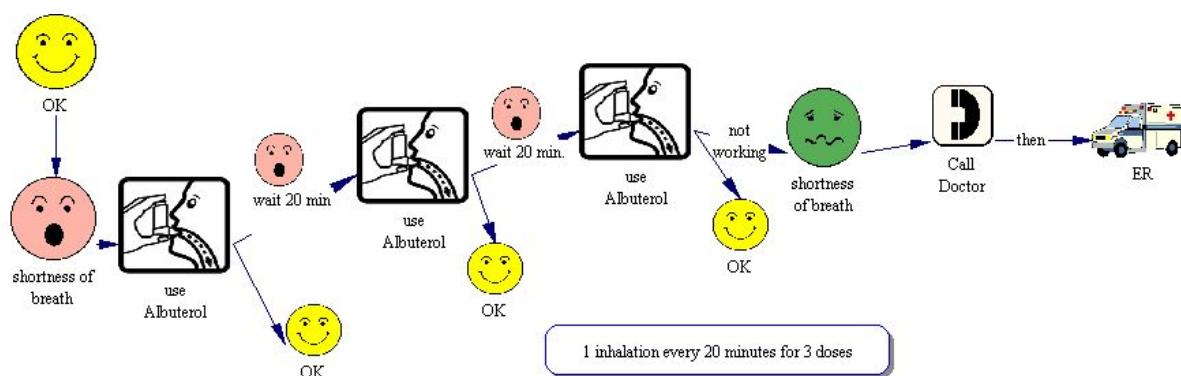 OK
shortness of
breath
use
Albuterol
OK
wait 20 min
use
Albuterol
OK
wait 20 min.
use
Albuterol
OK
not
working
shortness
of breath
Call
Doctor
then
ER
1 inhalation every 20 minutes for 3 doses